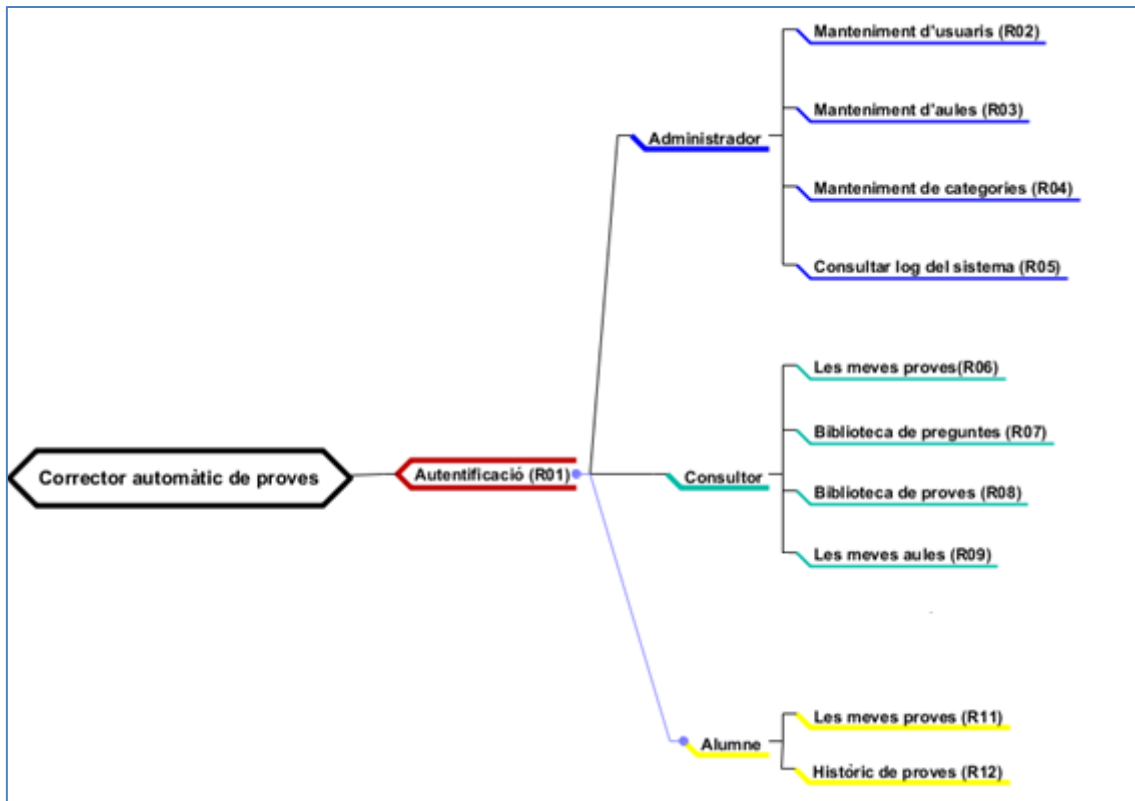 Manteniment d'usuaris (R02)
Manteniment d'aules (R03)
Administrador
Manteniment de categories (R04)
Consultar log del sistema (R05)
Les meves proves(R06)
Biblioteca de preguntes (R07)
Corrector automátic de proves
Autentificació (R01)
Consultor
Biblioteca de proves (R08)
Les meves aules (R09)
Les meves proves (R11)
Alumne
Históric de proves (R12)